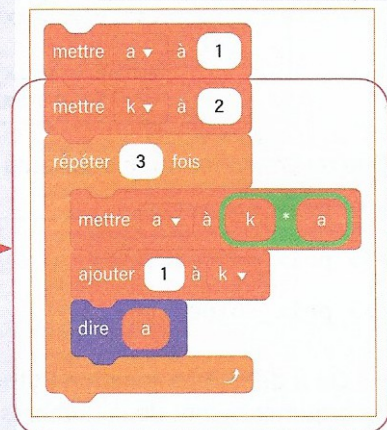 mettre a ▾ à 1
mettre k ▾ à 2
répéter 3 fois
mettre a ▾ à k * a
ajouter 1 à k ▾
dire a